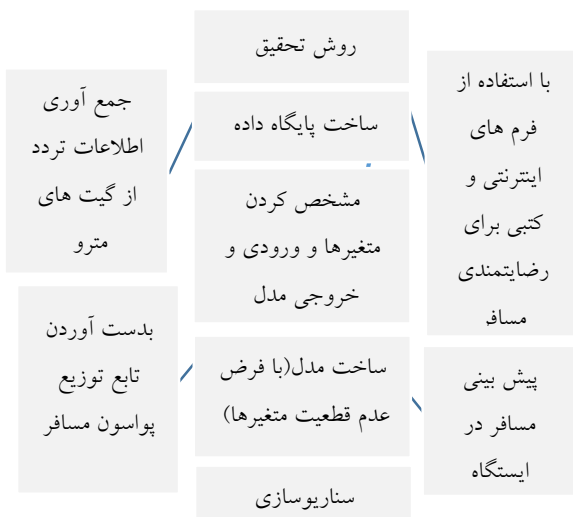 روش تحقیق
با استفاده از
فرم های
اینترنتی و
کتبی برای
رضایتمندی
مسافر
ساخت پایگاه داده
جمع آوری
اطلاعات تردد
از گیت های
مترو
مشخص کردن
متغیرها و ورودی و
خروجی مدل
پیش بینی
مسافر در
ایستگاه
ساخت مدل(با فرض
عدم قطعیت متغیرها)
بدست آوردن
تابع توزیع
پواسون مسافر
سناریوسازی